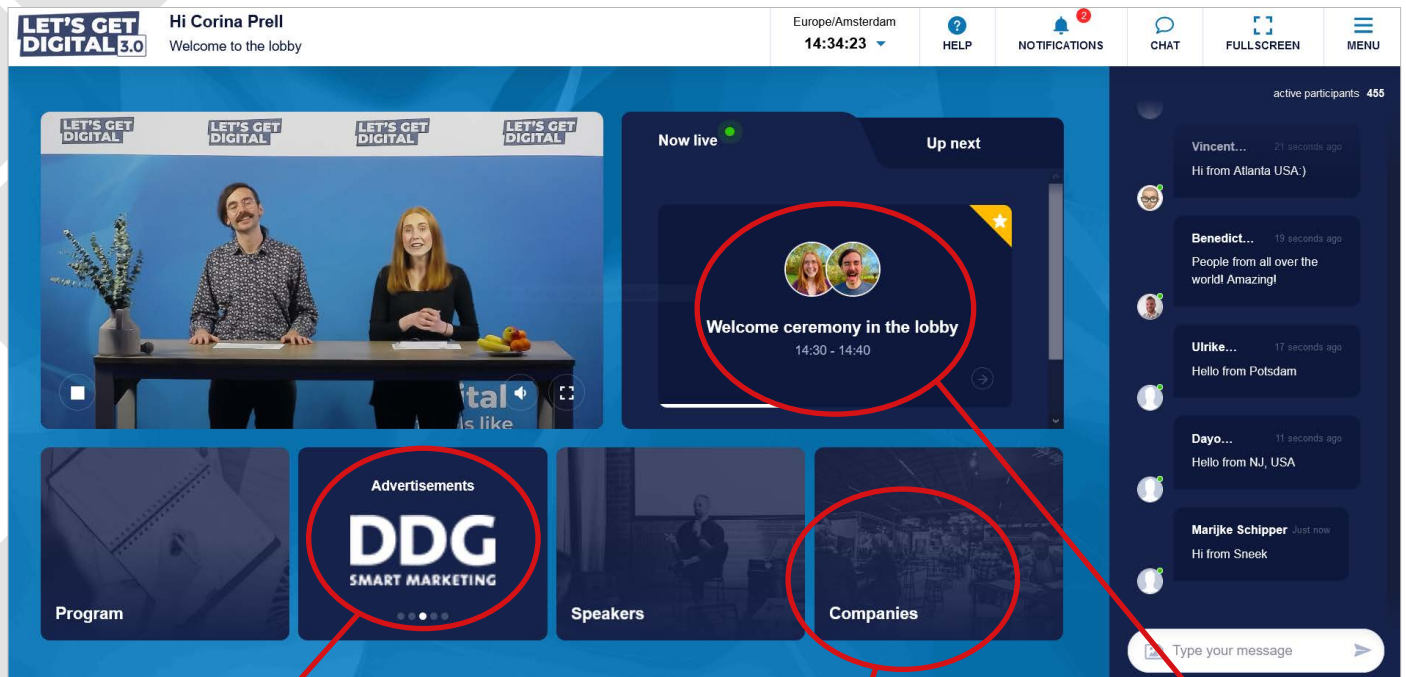 LET'S GET
DIGITAL 3.0
Hi Corina Prell
Welcome to the lobby
Europe/Amsterdam
14:34:23
HELP
2
NOTIFICATIONS
CHAT
FULLSCREEN
MENU
active participants 455
LET'S GET
DIGITAL
LET'S GET
DIGITAL
LET'S GET
DIGITAL
LET'S GET
DIGITAL
ital
is like
Now live
Up next
Welcome ceremony in the lobby
14:30 - 14:40
Program
Advertisements
DDG
SMART MARKETING
Speakers
Companies
Vincent... 21 seconds ago
Hi from Atlanta USA:)
Benedict... 19 seconds ago
People from all over the
world! Amazing!
Ulrike... 17 seconds ago
Hello from Potsdam
Dayo... 11 seconds ago
Hello from NJ, USA
Marijke Schipper Just now
Hi from Sneek
Type your message